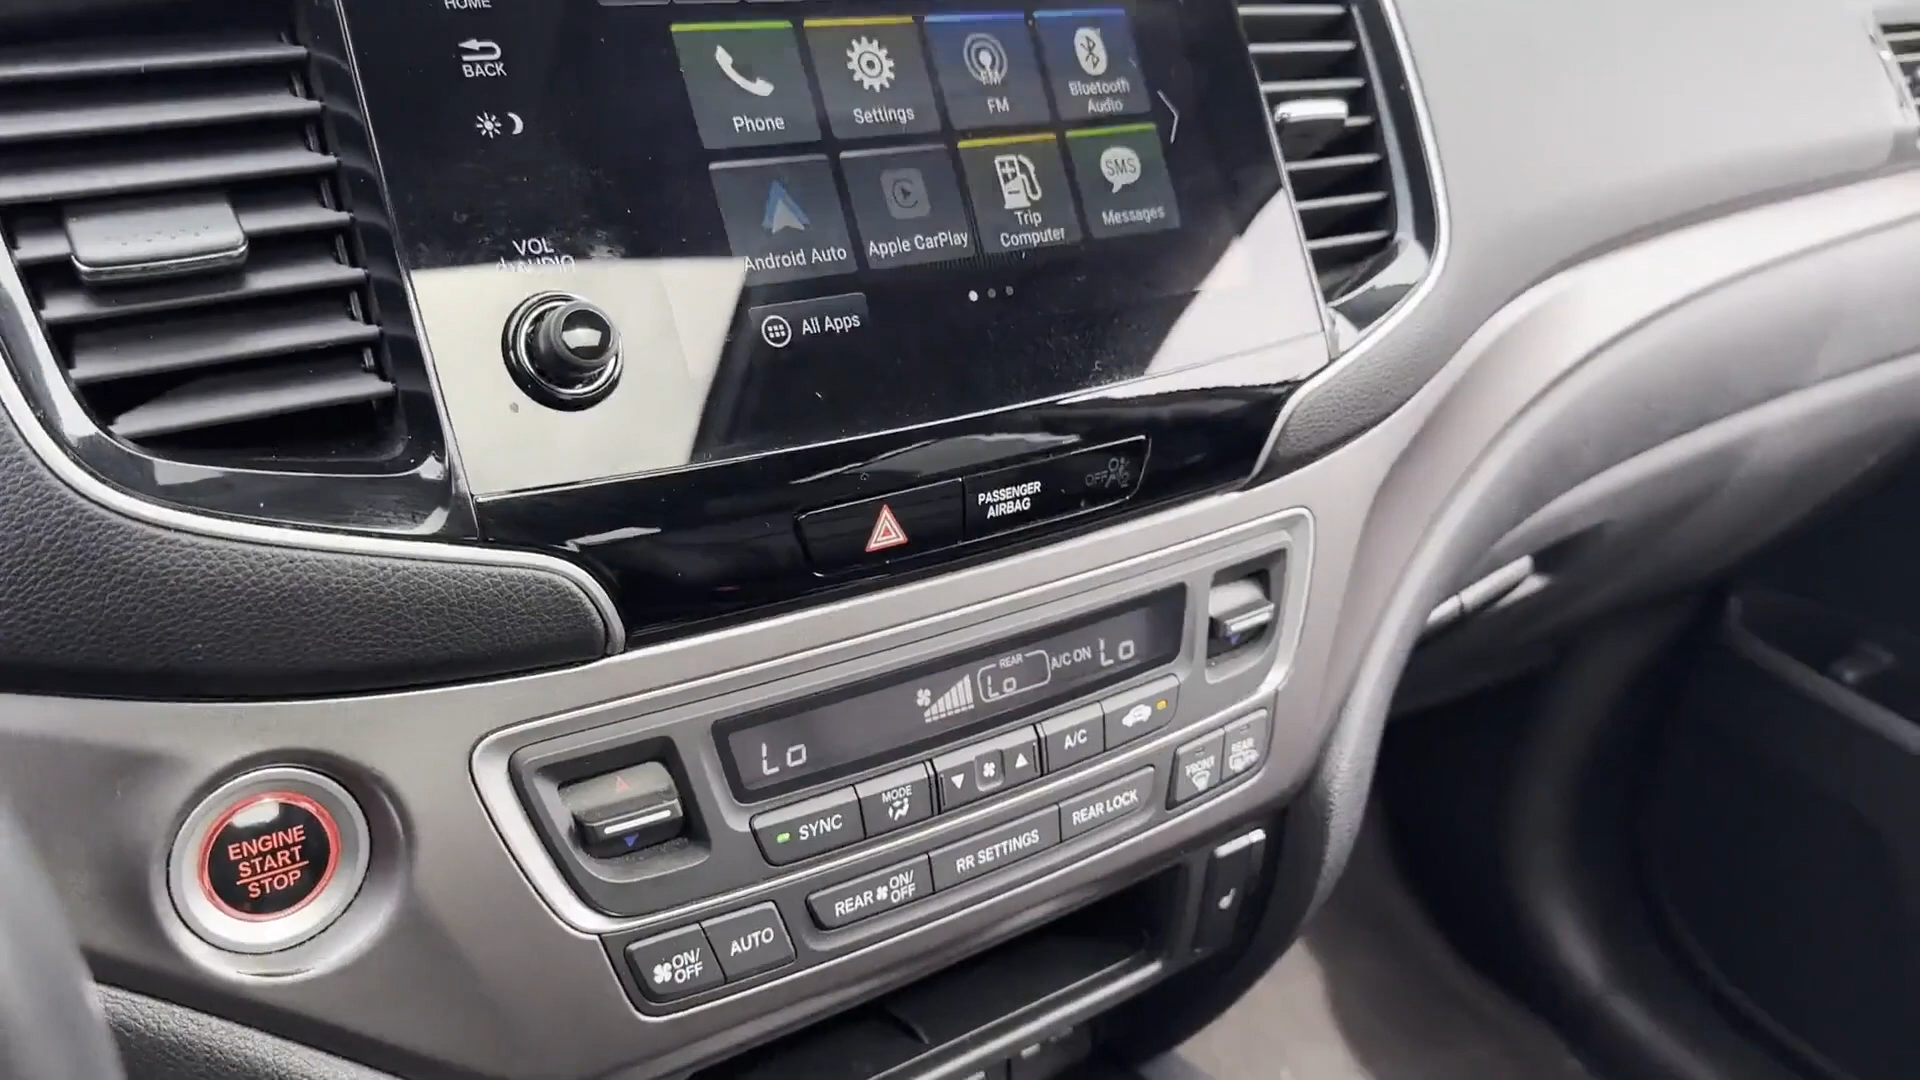 HOME
BACK
VOL
AUDIO
Phone
Settings
FM
FM
Bluetooth
Audio
Android Auto
Apple CarPlay
Trip
Computer
SMS
Messages
All Apps
PASSENGER
AIRBAG
OFF
Lo
REAR
Lo
A/C ON
Lo
SYNC
MODE
A/C
FRONT
REAR
REAR ON/
OFF
RR SETTINGS
REAR LOCK
ON/
OFF
AUTO
ENGINE
START
STOP